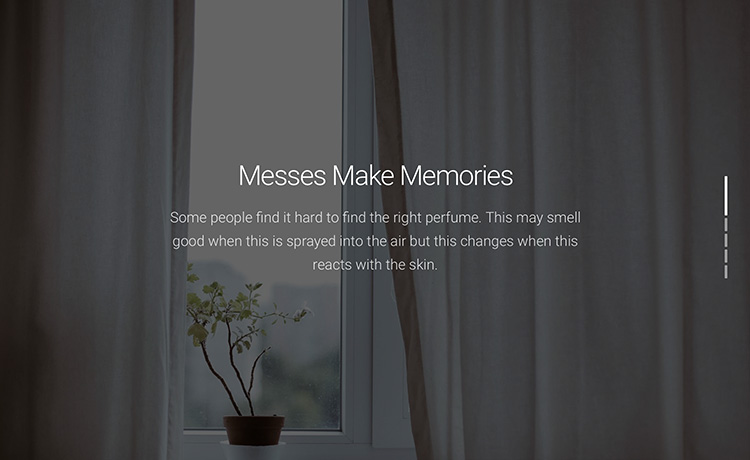 Messes Make Memories
Some people find it hard to find the right perfume. This may smell
good when this is sprayed into the air but this changes when this
reacts with the skin.